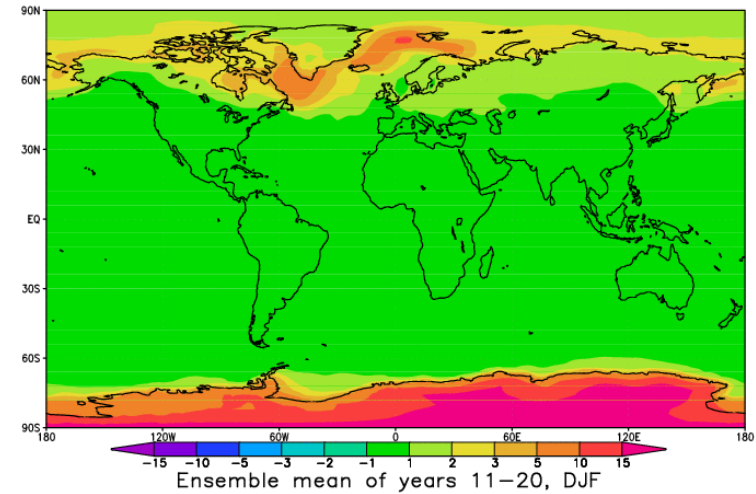 90N
60N
30N
EQ
30S
60S
90S
180 120W 60W 0 60E 120E 180
-15 -10 -5 -3 -2 -1 1 2 3 5 10 15
Ensemble mean of years 11-20, DJF